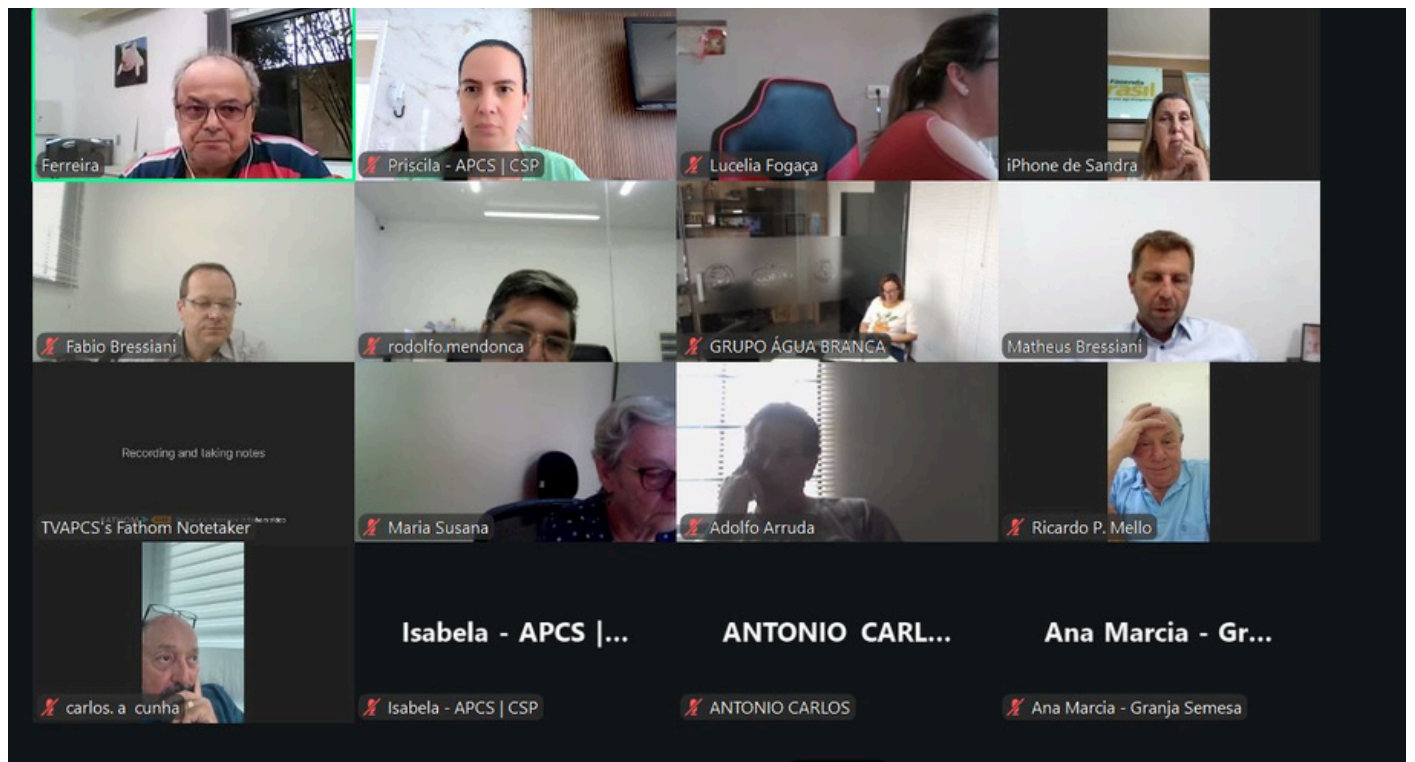 Ferreira
Priscila - APCS | CSP
Lucelia Fogaça
Fazenda
rasil
iPhone de Sandra
Fabio Bressiani
rodolfo.mendonca
GRUPO ÁGUA BRANCA
Matheus Bressiani
Recording and taking notes
TVAPCS's Fathom Notetaker
Maria Susana
Adolfo Arruda
Ricardo P. Mello
carlos. a cunha
Isabela - APCS |...
Isabela - APCS | CSP
ANTONIO CARL...
ANTONIO CARLOS
Ana Marcia - Gr...
Ana Marcia - Granja Semesa